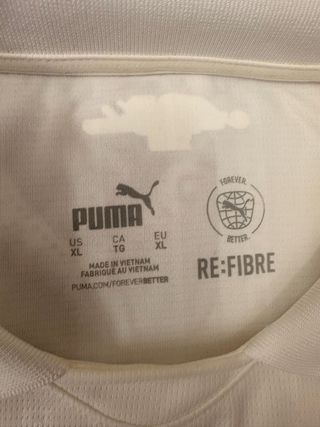 PUMA
US CA EU
XL TG XL
MADE IN VIETNAM
FABRIQUÉ AU VIETNAM
PUMA.COM/FOREVERBETTER
FOREVER.
BETTER.
RE:FIBRE